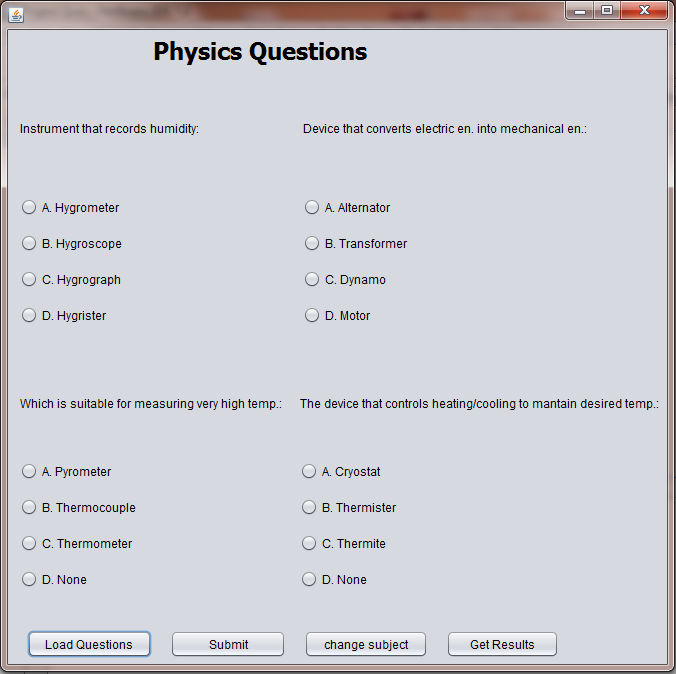 Physics Questions
Instrument that records humidity:
A. Hygrometer
B. Hygroscope
C. Hygrograph
D. Hygrister
Device that converts electric en. into mechanical en.:
A. Alternator
B. Transformer
C. Dynamo
D. Motor
Which is suitable for measuring very high temp.:
A. Pyrometer
B. Thermocouple
C. Thermometer
D. None
The device that controls heating/cooling to mantain desired temp.:
A. Cryostat
B. Thermister
C. Thermite
D. None
Load Questions
Submit
change subject
Get Results